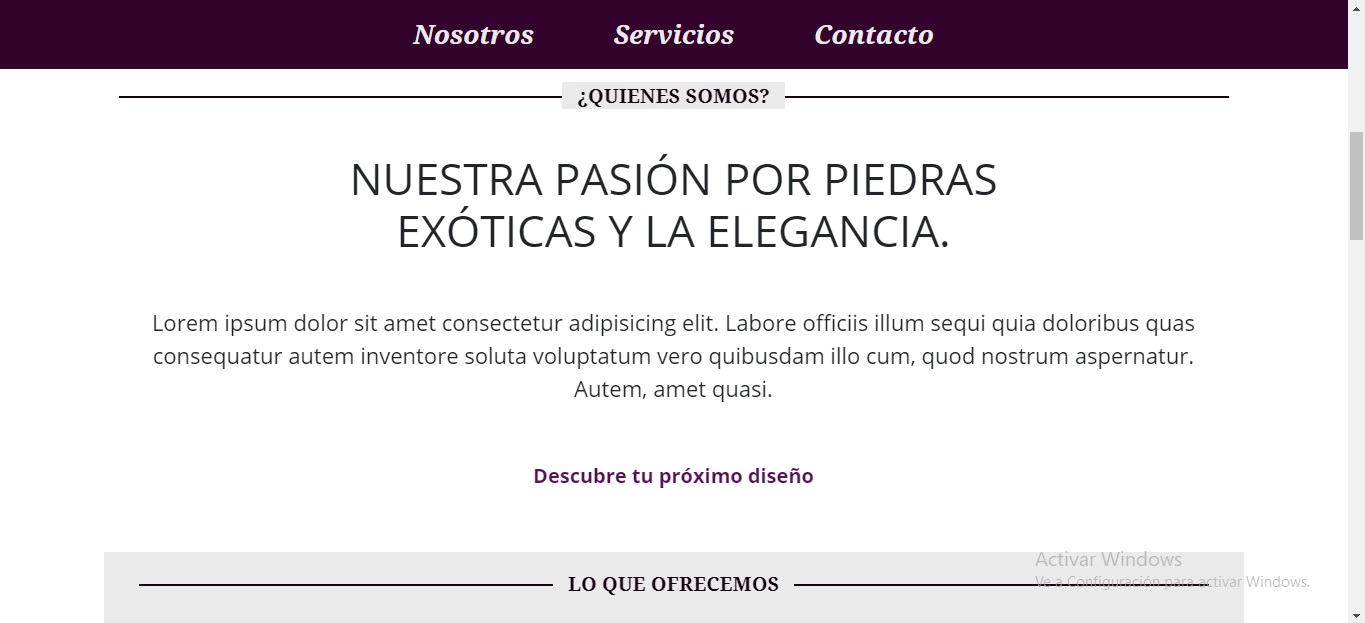 Nosotros Servicios Contacto
¿QUIENES SOMOS?
NUESTRA PASIÓN POR PIEDRAS
EXÓTICAS Y LA ELEGANCIA.
Lorem ipsum dolor sit amet consectetur adipisicing elit. Labore officiis illum sequi quia doloribus quas
consequatur autem inventore soluta voluptatum vero quibusdam illo cum, quod nostrum aspernatur.
Autem, amet quasi.
Descubre tu próximo diseño
Activar Windows
Ve a Configuración para activar Windows.
LO QUE OFRECEMOS